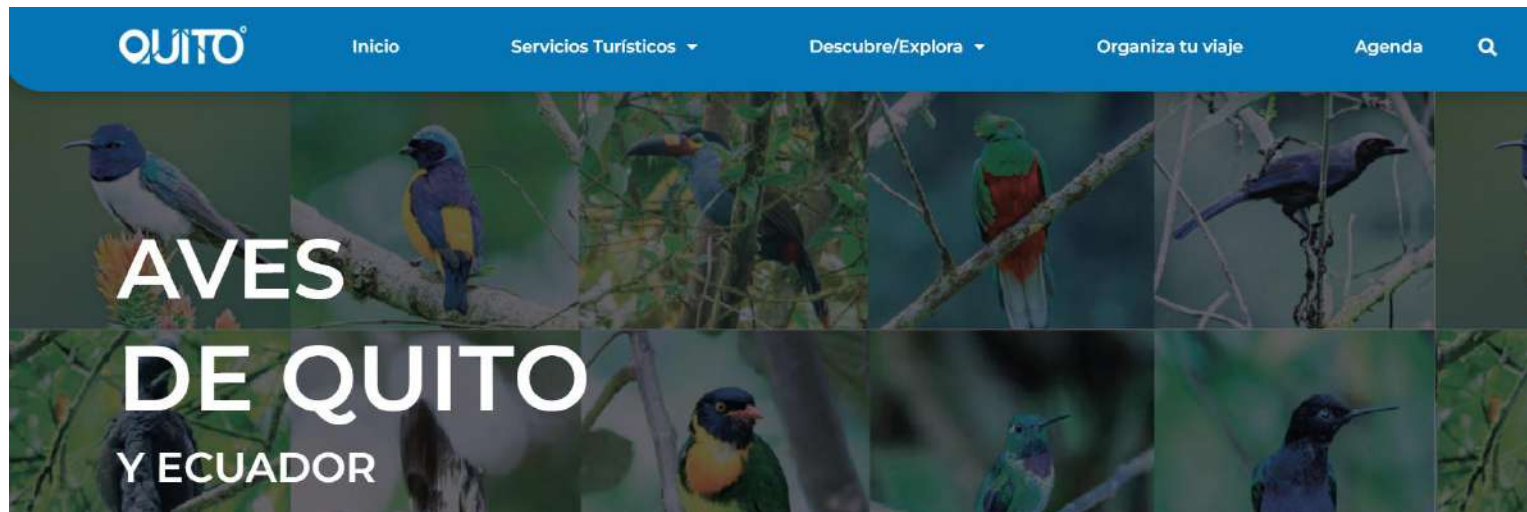 QUITO
Inicio
Servicios Turísticos
Descubre/Explora
Organiza tu viaje
Agenda
AVES
DE QUITO
Y ECUADOR